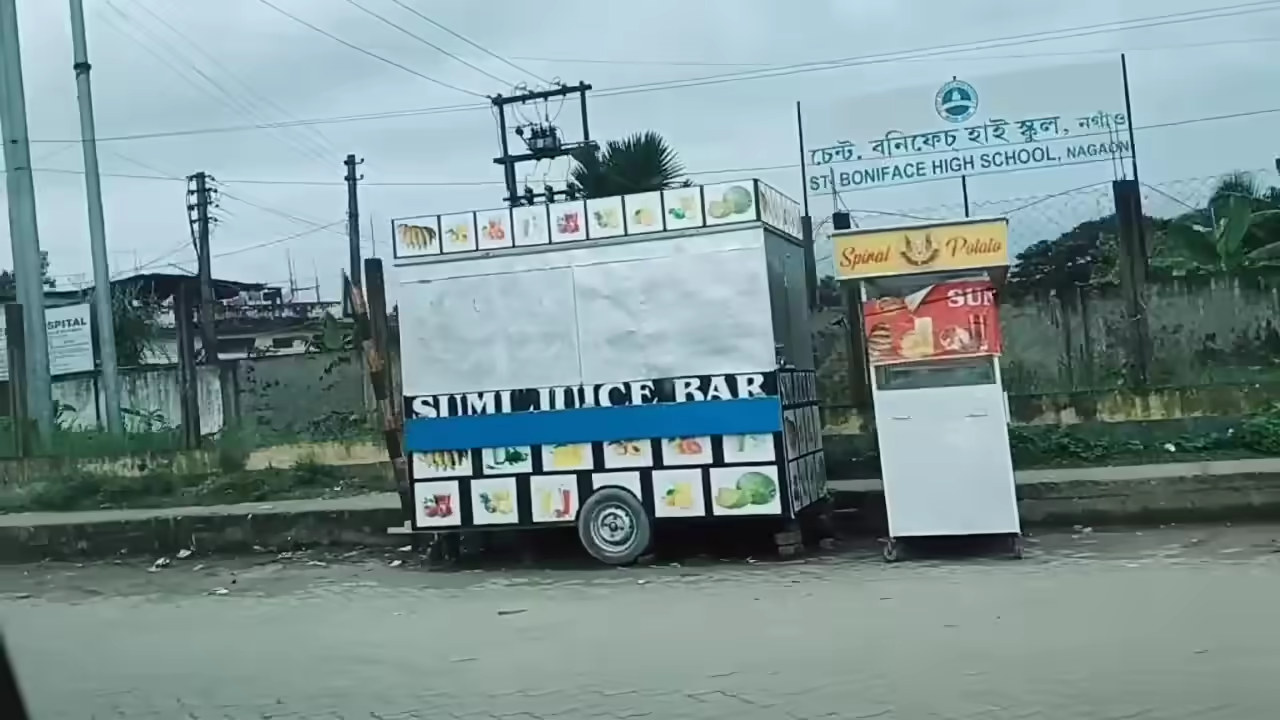 চেন্ট. বনিফেচ্ হাই স্কুল, নগাঁও
ST. BONIFACE HIGH SCHOOL, NAGAON
Spiral Potato
SUMI JUICE BAR
SPITAL